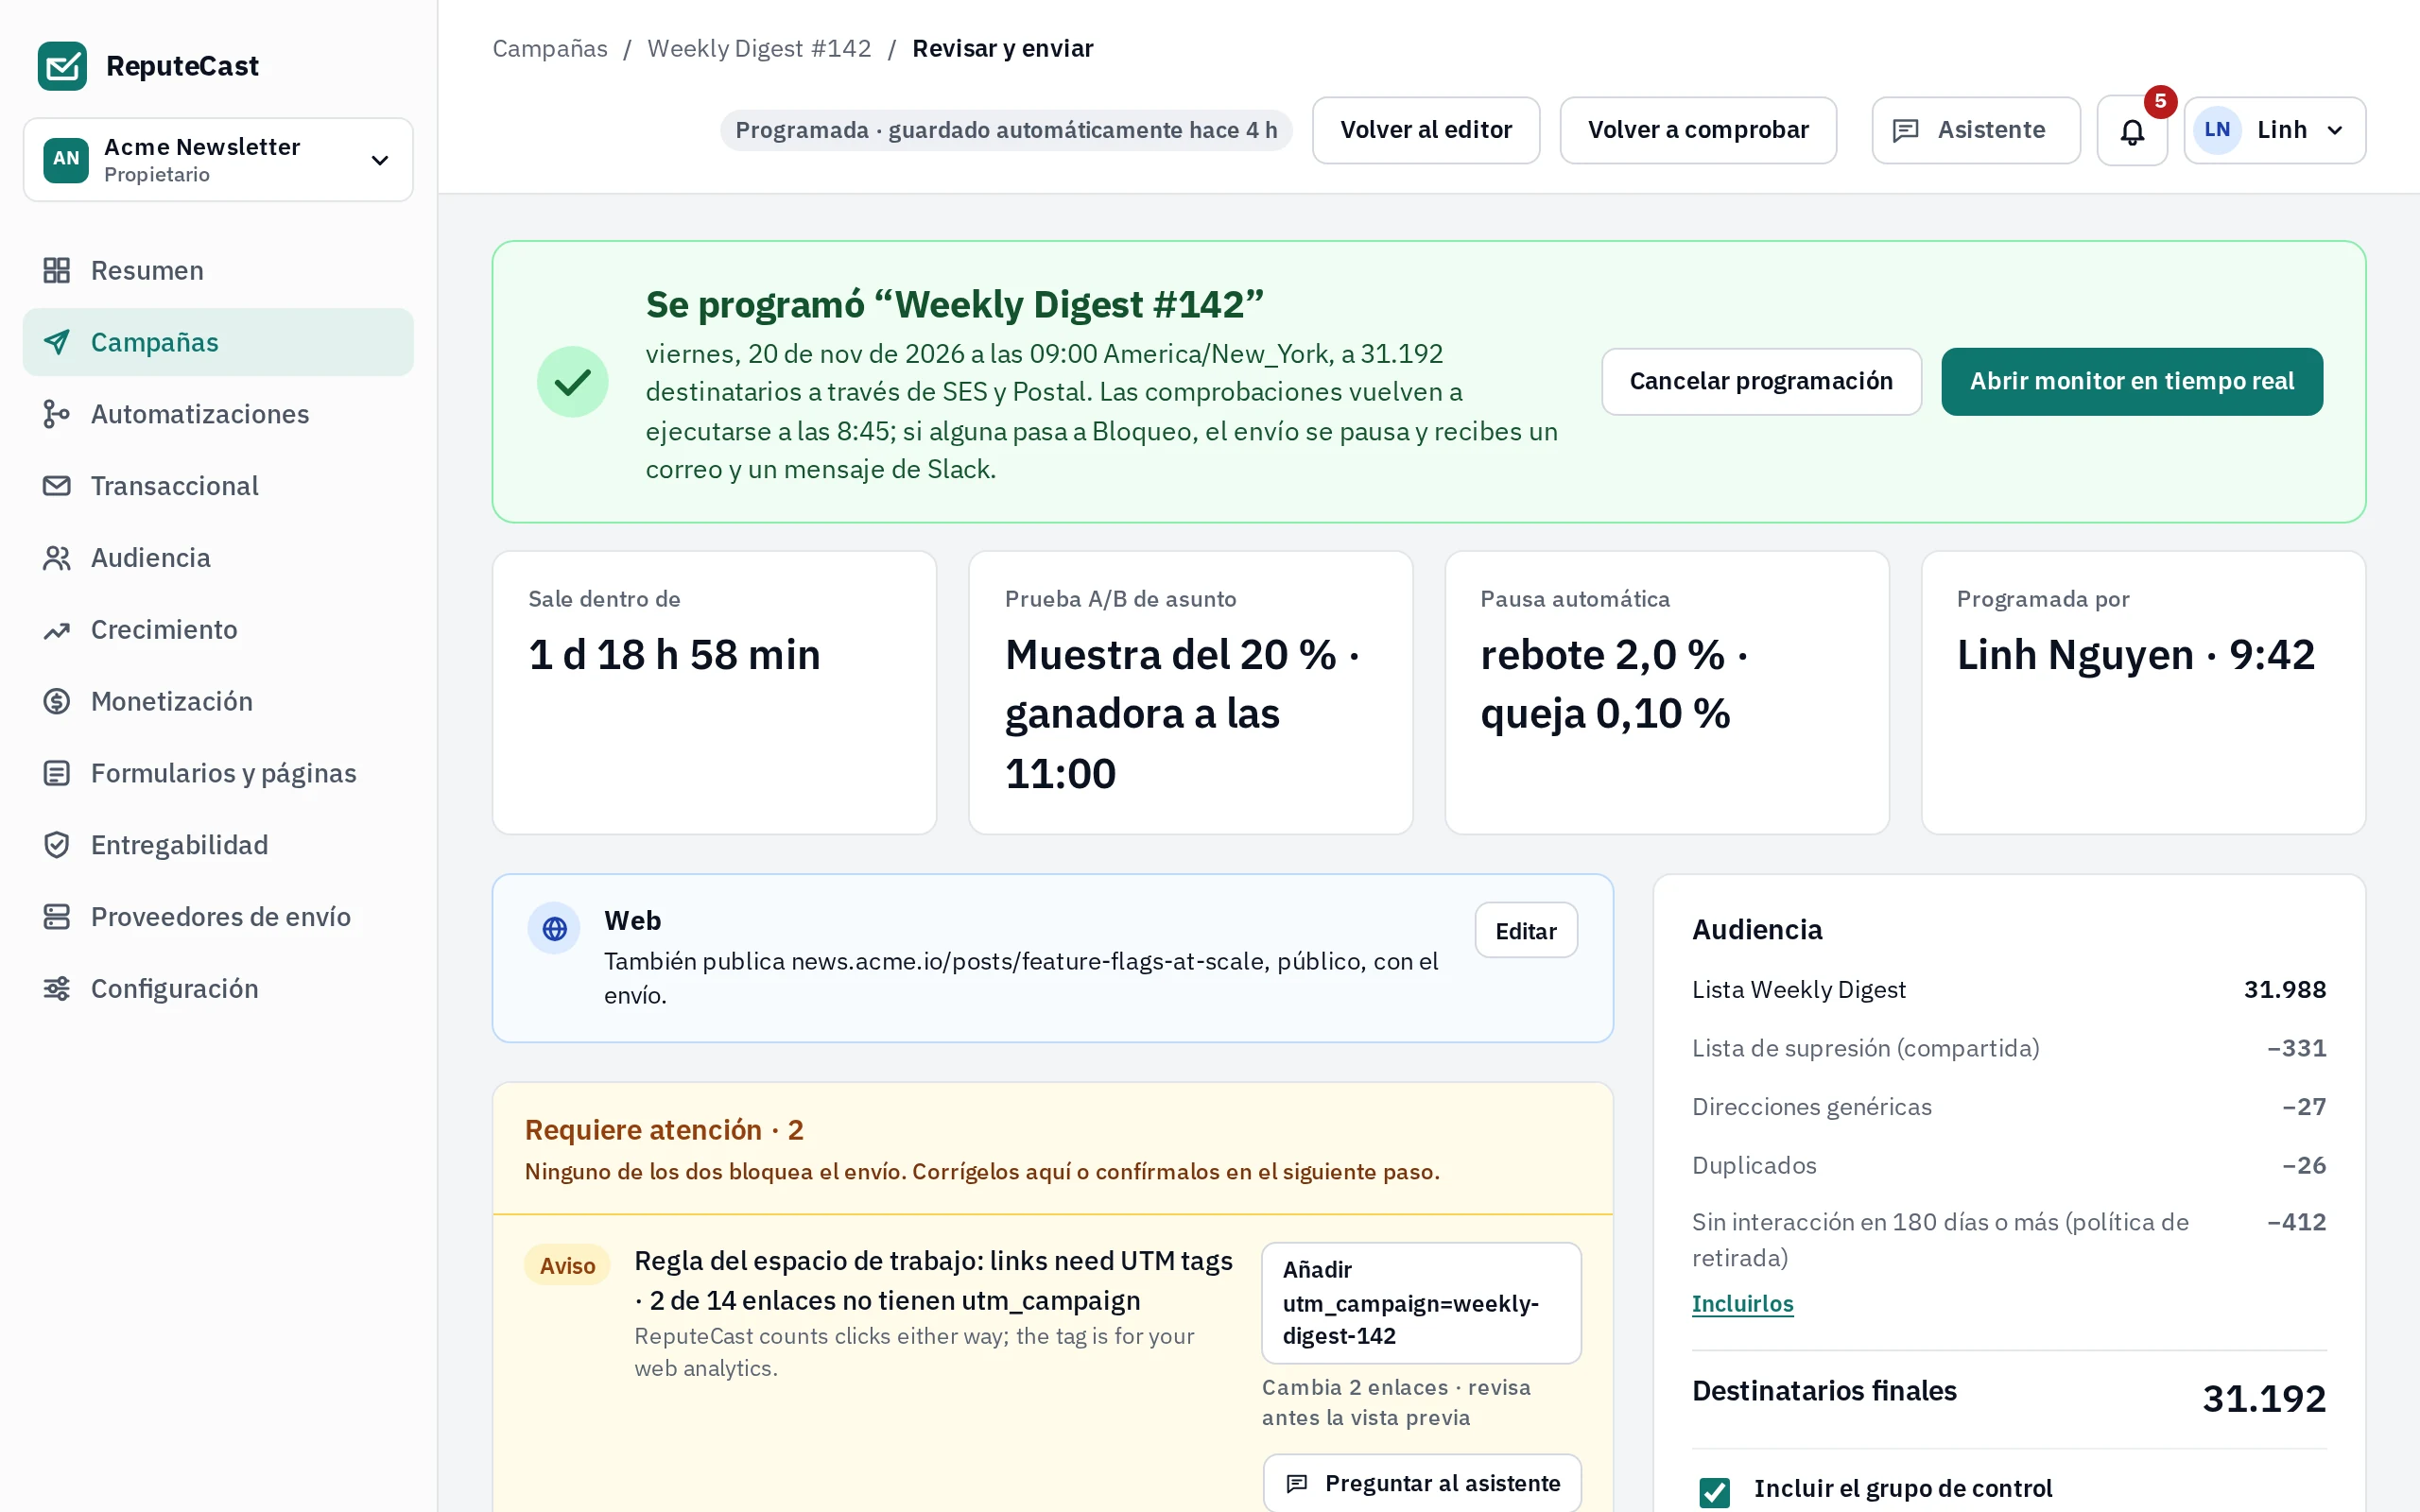 ReputeCast
AN
Acme Newsletter
Propietario
Resumen
Campañas
Automatizaciones
Transaccional
Audiencia
Crecimiento
Monetización
Formularios y páginas
Entregabilidad
Proveedores de envío
Configuración
Campañas / Weekly Digest #142 / Revisar y enviar
Programada · guardado automáticamente hace 4 h
Volver al editor
Volver a comprobar
Asistente
5
LN
Linh
Se programó “Weekly Digest #142”
viernes, 20 de nov de 2026 a las 09:00 America/New_York, a 31.192
destinatarios a través de SES y Postal. Las comprobaciones vuelven a
ejecutarse a las 8:45; si alguna pasa a Bloqueo, el envío se pausa y recibes un
correo y un mensaje de Slack.
Cancelar programación
Abrir monitor en tiempo real
Sale dentro de
1 d 18 h 58 min
Prueba A/B de asunto
Muestra del 20 % ·
ganadora a las
11:00
Pausa automática
rebote 2,0 % ·
queja 0,10 %
Programada por
Linh Nguyen · 9:42
Web
También publica news.acme.io/posts/feature-flags-at-scale, público, con el
envío.
Editar
Requiere atención · 2
Ninguno de los dos bloquea el envío. Corrígelos aquí o confírmalos en el siguiente paso.
Aviso
Regla del espacio de trabajo: links need UTM tags
· 2 de 14 enlaces no tienen utm_campaign
ReputeCast counts clicks either way; the tag is for your
web analytics.
Añadir
utm_campaign=weekly-
digest-142
Cambia 2 enlaces · revisa
antes la vista previa
Preguntar al asistente
Audiencia
Lista Weekly Digest 31.988
Lista de supresión (compartida) −331
Direcciones genéricas −27
Duplicados −26
Sin interacción en 180 días o más (política de −412
retirada)
Incluirlos
Destinatarios finales 31.192
Incluir el grupo de control